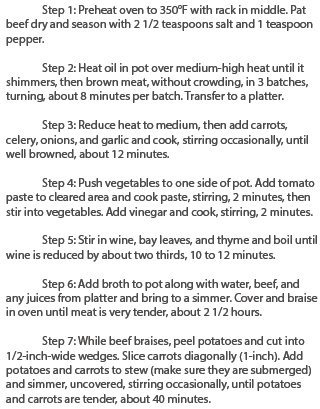 Step 1: Preheat oven to 350°F with rack in middle. Pat
beef dry and season with 2 1/2 teaspoons salt and 1 teaspoon
pepper.
Step 2: Heat oil in pot over medium-high heat until it
shimmers, then brown meat, without crowding, in 3 batches,
turning, about 8 minutes per batch. Transfer to a platter.
Step 3: Reduce heat to medium, then add carrots,
celery, onions, and garlic and cook, stirring occasionally, until
well browned, about 12 minutes.
Step 4: Push vegetables to one side of pot. Add tomato
paste to cleared area and cook paste, stirring, 2 minutes, then
stir into vegetables. Add vinegar and cook, stirring, 2 minutes.
Step 5: Stir in wine, bay leaves, and thyme and boil until
wine is reduced by about two thirds, 10 to 12 minutes.
Step 6: Add broth to pot along with water, beef, and
any juices from platter and bring to a simmer. Cover and braise
in oven until meat is very tender, about 2 1/2 hours.
Step 7: While beef braises, peel potatoes and cut into
1/2-inch-wide wedges. Slice carrots diagonally (1-inch). Add
potatoes and carrots to stew (make sure they are submerged)
and simmer, uncovered, stirring occasionally, until potatoes
and carrots are tender, about 40 minutes.